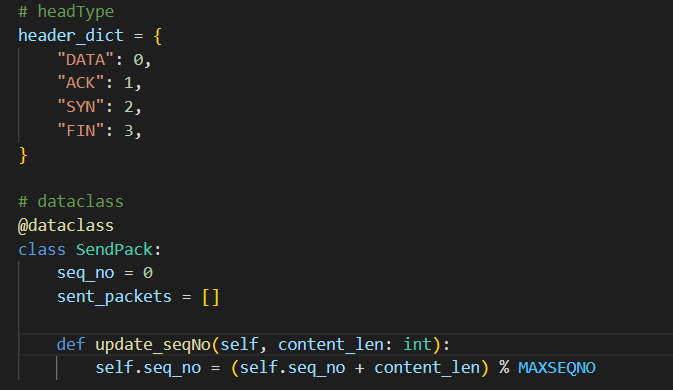 # headType
header_dict = {
    "DATA": 0,
    "ACK": 1,
    "SYN": 2,
    "FIN": 3,
}

# dataclass
@dataclass
class SendPack:
    seq_no = 0
    sent_packets = []

    def update_seqNo(self, content_len: int):
        self.seq_no = (self.seq_no + content_len) % MAXSEQNO